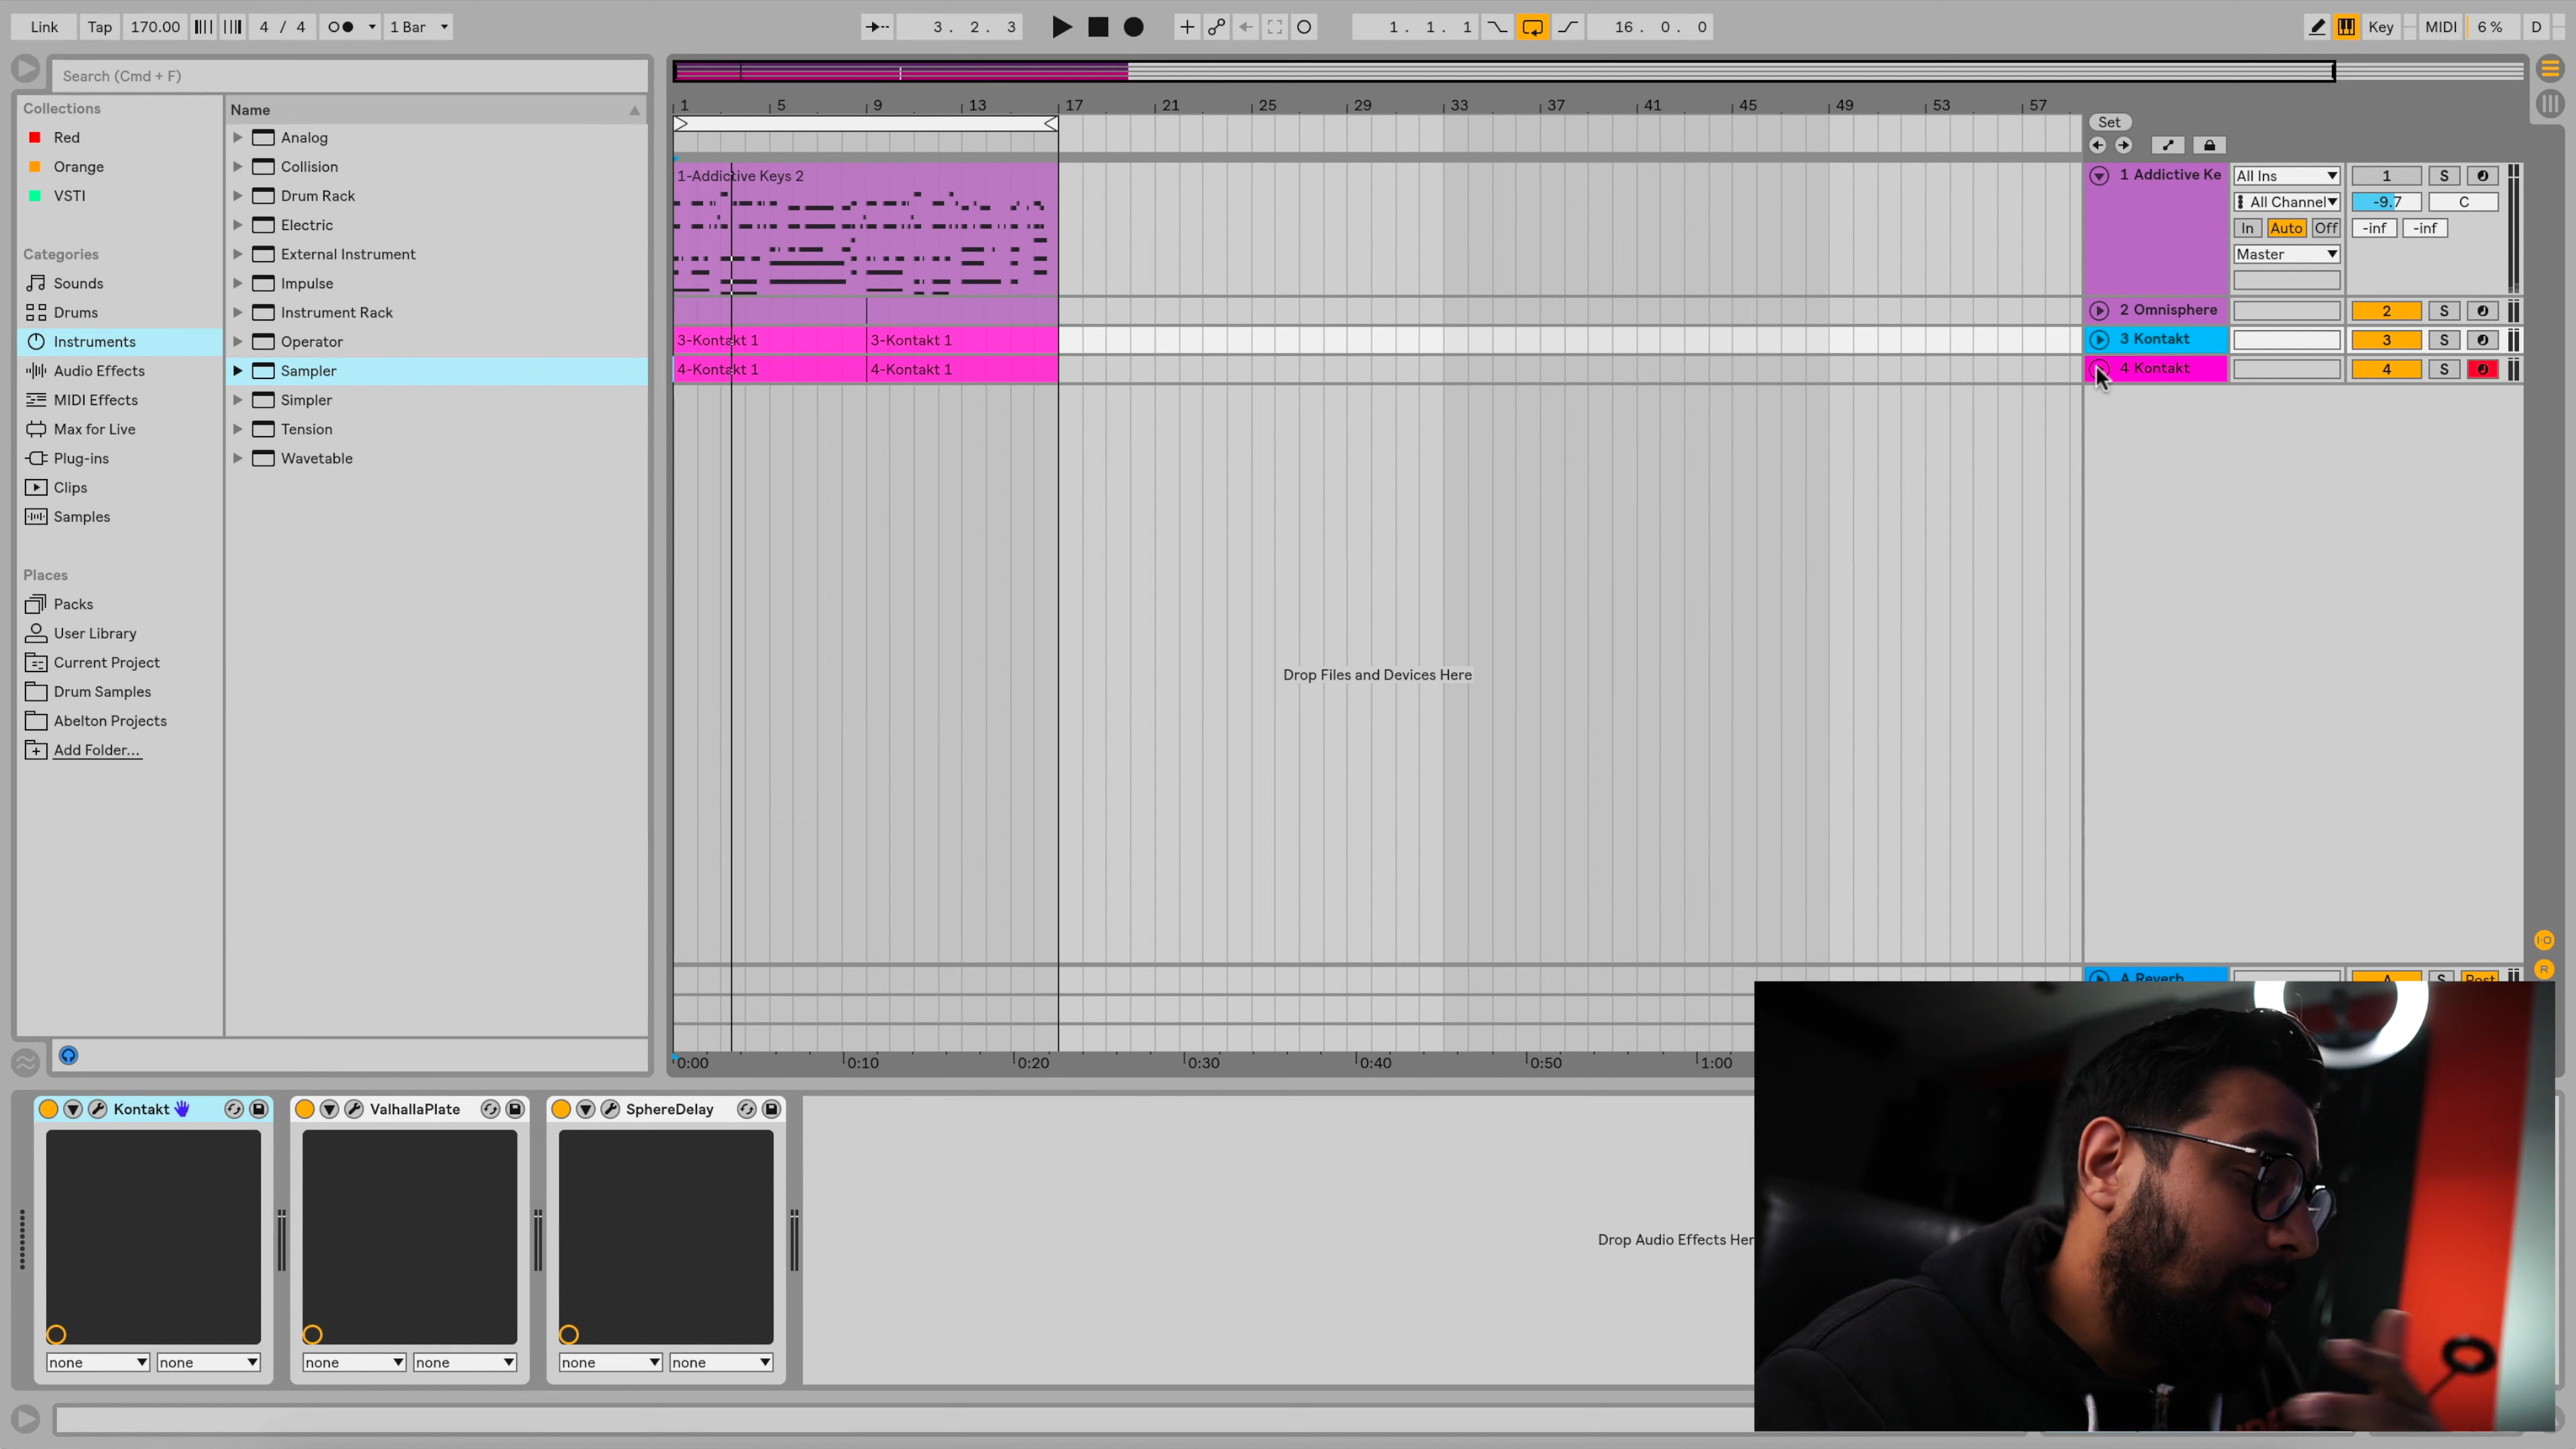 Link Tap 170.00 4 / 4 1 Bar 3. 2. 3 1. 1. 1 16. 0. 0 Key MIDI 6 % D
Search (Cmd + F)
Collections
Red
Orange
VSTI
Categories
Sounds
Drums
Instruments
Audio Effects
MIDI Effects
Max for Live
Plug-ins
Clips
Samples
Places
Packs
User Library
Current Project
Drum Samples
Abelton Projects
Add Folder...
Name
Analog
Collision
Drum Rack
Electric
External Instrument
Impulse
Instrument Rack
Operator
Sampler
Simpler
Tension
Wavetable
1 5 9 13 17 21 25 29 33 37 41 45 49 53 57
Set
1-Addictive Keys 2
3-Kontakt 1 3-Kontakt 1
4-Kontakt 1 4-Kontakt 1
Drop Files and Devices Here
1 Addictive Ke All Ins 1 S
All Channel -9.7 C
In Auto Off -inf -inf
Master
2 Omnisphere 2 S
3 Kontakt 3 S
4 Kontakt 4 S
I·O
R
A Reverb A S Post
0:00 0:10 0:20 0:30 0:40 0:50 1:00
Kontakt ValhallaPlate SphereDelay
Drop Audio Effects Her
none none none none none none